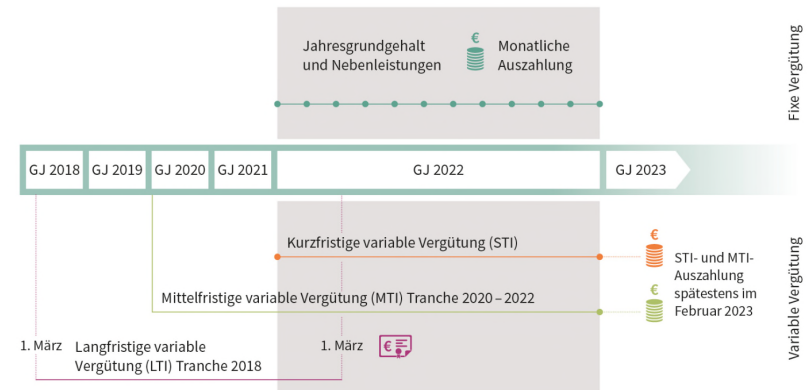 Jahresgrundgehalt
und Nebenleistungen
€
Monatliche
Auszahlung
Fixe Vergütung
GJ 2018
GJ 2019
GJ 2020
GJ 2021
GJ 2022
GJ 2023
Kurzfristige variable Vergütung (STI)
€
€
STI- und MTI-
Auszahlung
spätestens im
Februar 2023
Mittelfristige variable Vergütung (MTI) Tranche 2020 – 2022
Variable Vergütung
1. März
Langfristige variable
Vergütung (LTI) Tranche 2018
1. März
€